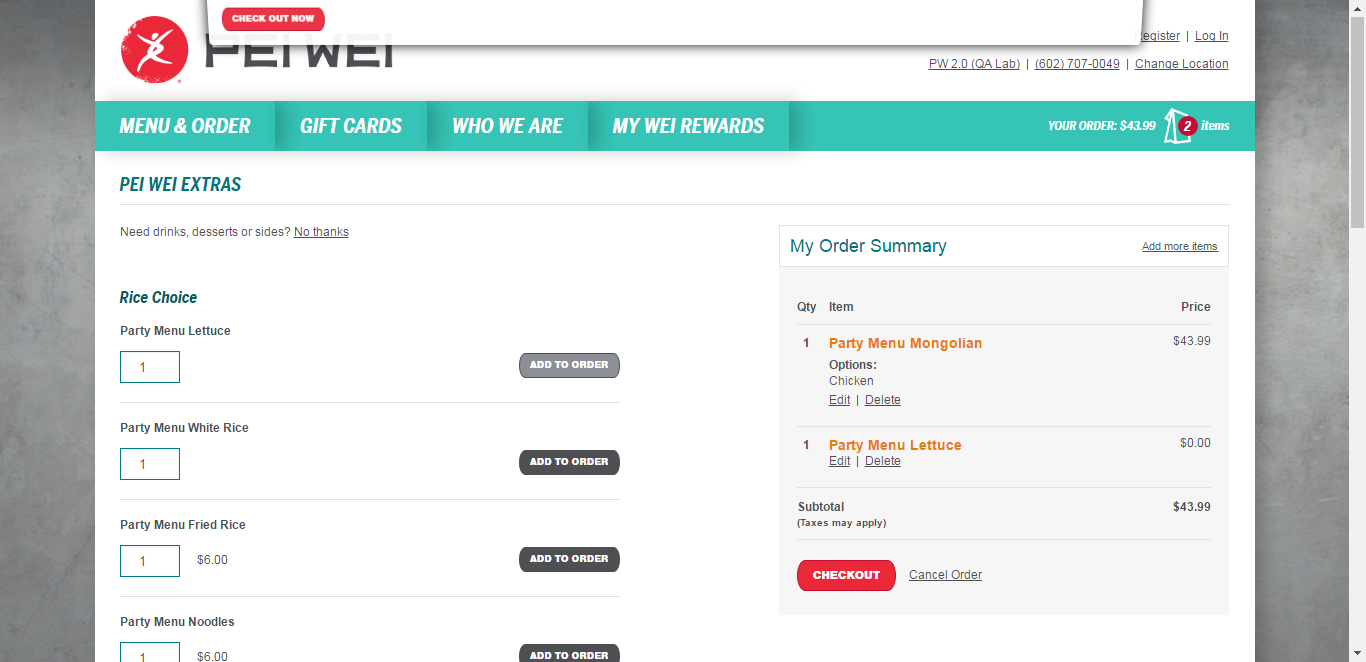 CHECK OUT NOW
PEI WEI
Register | Log In
PW 2.0 (QA Lab) | (602) 707-0049 | Change Location
MENU & ORDER GIFT CARDS WHO WE ARE MY WEI REWARDS YOUR ORDER: $43.99 2 items
PEI WEI EXTRAS
Need drinks, desserts or sides? No thanks
Rice Choice
Party Menu Lettuce
1 ADD TO ORDER
Party Menu White Rice
1 ADD TO ORDER
Party Menu Fried Rice
1 $6.00 ADD TO ORDER
Party Menu Noodles
1 $6.00 ADD TO ORDER
My Order Summary Add more items
Qty Item Price
1 Party Menu Mongolian $43.99
Options:
Chicken
Edit | Delete
1 Party Menu Lettuce $0.00
Edit | Delete
Subtotal $43.99
(Taxes may apply)
CHECKOUT Cancel Order